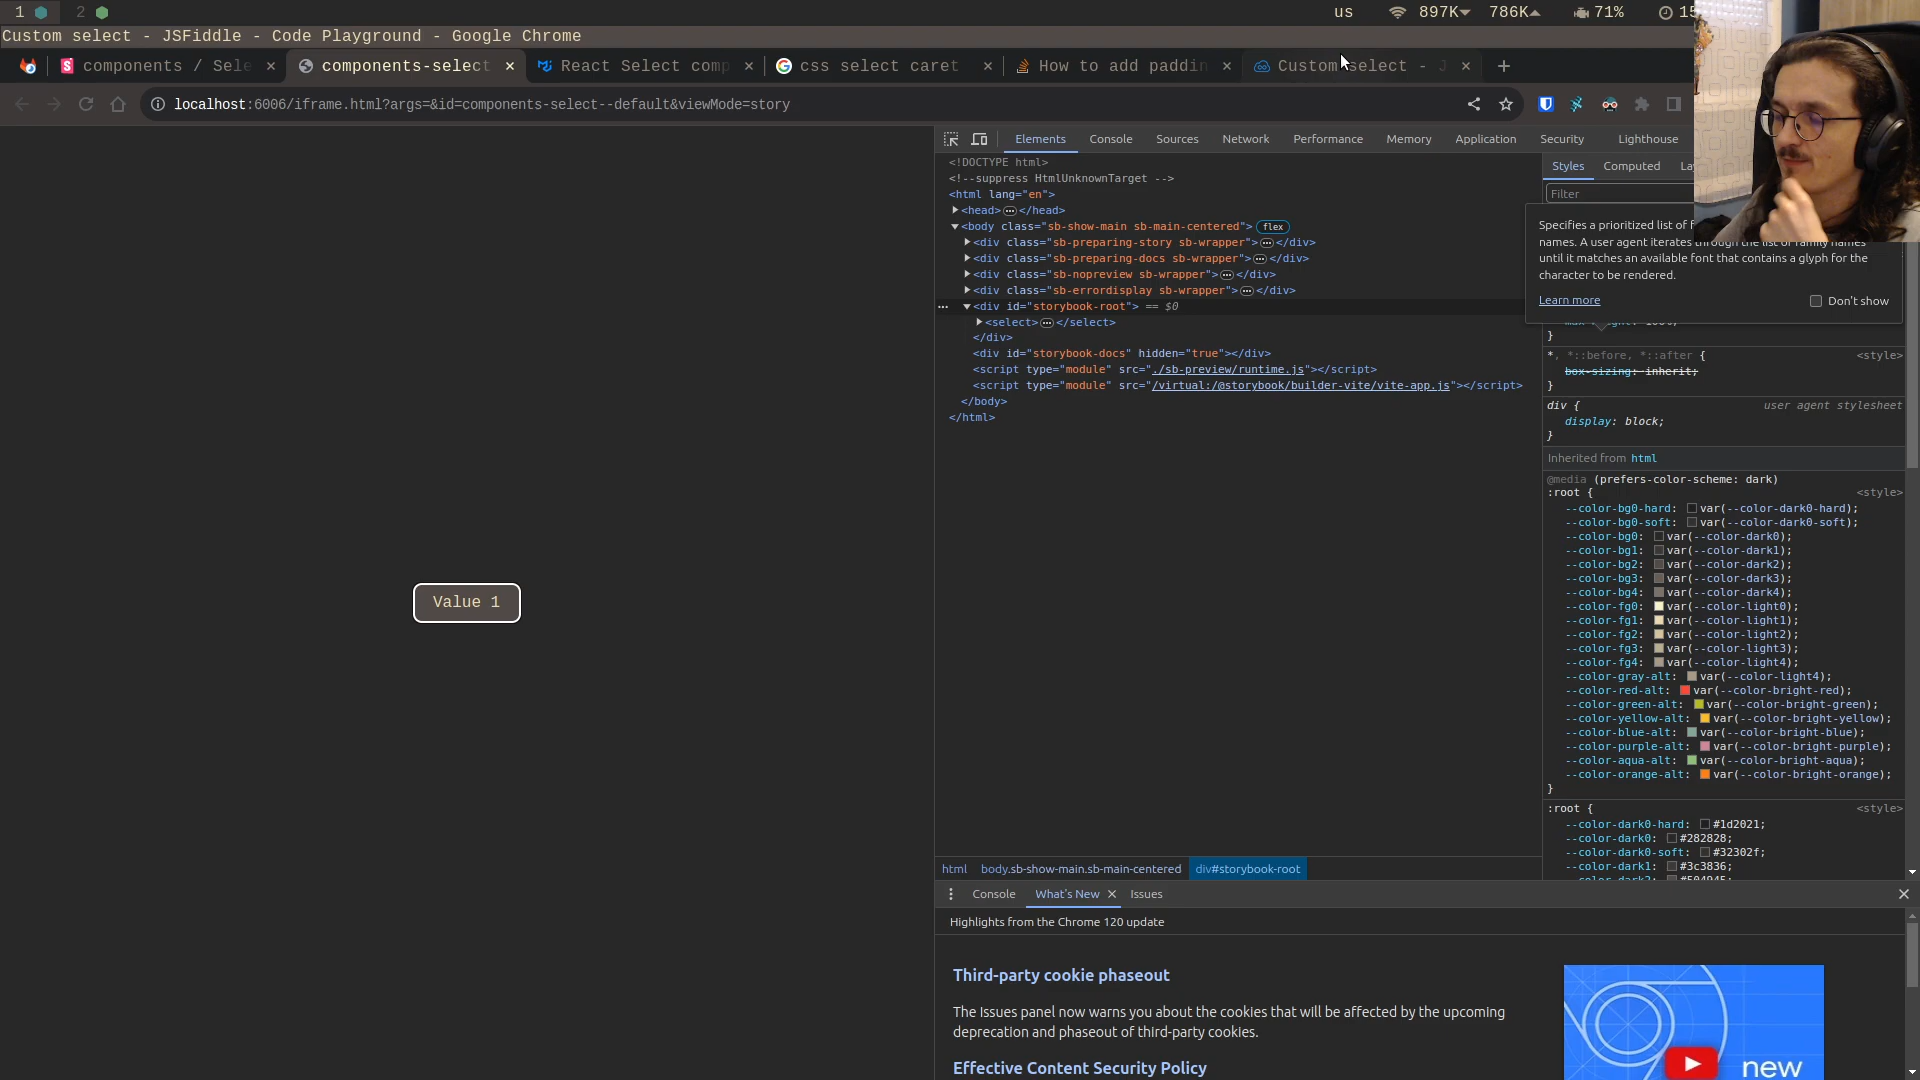 1 2 us 897K 786K 71% 15
Custom select - JSFiddle - Code Playground - Google Chrome
components / Sele components-select React Select comp css select caret How to add paddin Custom select - J
localhost:6006/iframe.html?args=&id=components-select--default&viewMode=story
Elements Console Sources Network Performance Memory Application Security Lighthouse
<!DOCTYPE html>
<!--suppress HtmlUnknownTarget -->
<html lang="en">
<head> </head>
<body class="sb-show-main sb-main-centered"> flex
<div class="sb-preparing-story sb-wrapper"> </div>
<div class="sb-preparing-docs sb-wrapper"> </div>
<div class="sb-nopreview sb-wrapper"> </div>
<div class="sb-errordisplay sb-wrapper"> </div>
<div id="storybook-root"> == $0
<select> </select>
</div>
<div id="storybook-docs" hidden="true"></div>
<script type="module" src="./sb-preview/runtime.js"></script>
<script type="module" src="/virtual:/@storybook/builder-vite/vite-app.js"></script>
</body>
</html>
Value 1
Styles Computed La
Filter
Specifies a prioritized list of f
names. A user agent iterates through the list of family names
until it matches an available font that contains a glyph for the
character to be rendered.
Learn more Don't show
}
*, *::before, *::after { <style>
box-sizing: inherit;
}
div { user agent stylesheet
display: block;
}
Inherited from html
@media (prefers-color-scheme: dark)
:root { <style>
--color-bg0-hard: var(--color-dark0-hard);
--color-bg0-soft: var(--color-dark0-soft);
--color-bg0: var(--color-dark0);
--color-bg1: var(--color-dark1);
--color-bg2: var(--color-dark2);
--color-bg3: var(--color-dark3);
--color-bg4: var(--color-dark4);
--color-fg0: var(--color-light0);
--color-fg1: var(--color-light1);
--color-fg2: var(--color-light2);
--color-fg3: var(--color-light3);
--color-fg4: var(--color-light4);
--color-gray-alt: var(--color-light4);
--color-red-alt: var(--color-bright-red);
--color-green-alt: var(--color-bright-green);
--color-yellow-alt: var(--color-bright-yellow);
--color-blue-alt: var(--color-bright-blue);
--color-purple-alt: var(--color-bright-purple);
--color-aqua-alt: var(--color-bright-aqua);
--color-orange-alt: var(--color-bright-orange);
}
:root { <style>
--color-dark0-hard: #1d2021;
--color-dark0: #282828;
--color-dark0-soft: #32302f;
--color-dark1: #3c3836;
html body.sb-show-main.sb-main-centered div#storybook-root
Console What's New Issues
Highlights from the Chrome 120 update
Third-party cookie phaseout
The Issues panel now warns you about the cookies that will be affected by the upcoming
deprecation and phaseout of third-party cookies.
Effective Content Security Policy
new